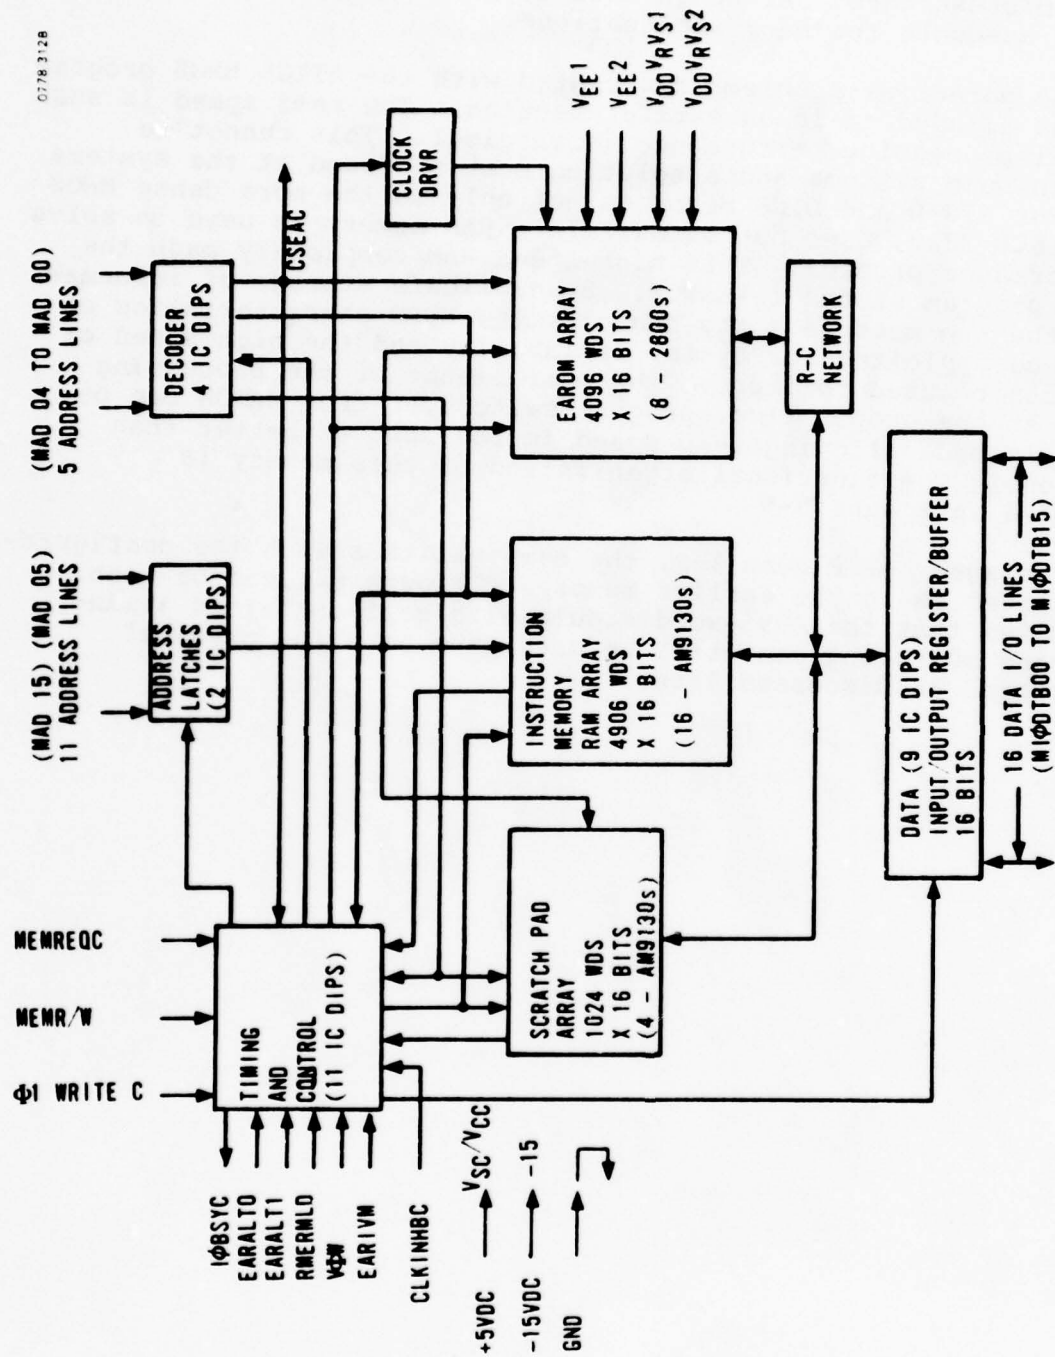 0778 3128
(MAD 15) (MAD 05)
11 ADDRESS LINES
(MAD 04 TO MAD 00)
5 ADDRESS LINES
ADDRESS
LATCHES
(2 IC DIPS)
DECODER
4 IC DIPS
CSEAC
CLOCK
DRVR
MEMREQC
MEMR/W
Φ1 WRITE C
TIMING
AND
CONTROL
(11 IC DIPS)
IΦBSYC
EARALTO
EARALT1
RMERMLO
VΦW
EARIVM
CLKINHBC
SCRATCH PAD
ARRAY
1024 WDS
X 16 BITS
(4 - AM9130s)
INSTRUCTION
MEMORY
RAM ARRAY
4906 WDS
X 16 BITS
(16 - AM9130s)
EAROM ARRAY
4096 WDS
X 16 BITS
(8 - 2800s)
VEE1
VEE2
VDDVRVS1
VDDVRVS2
R-C
NETWORK
+5VDC
VSC/VCC
-15VDC
-15
GND
DATA (9 IC DIPS)
INPUT/OUTPUT REGISTER/BUFFER
16 BITS
16 DATA I/O LINES
(MIΦDTB00 TO MIΦDTB15)